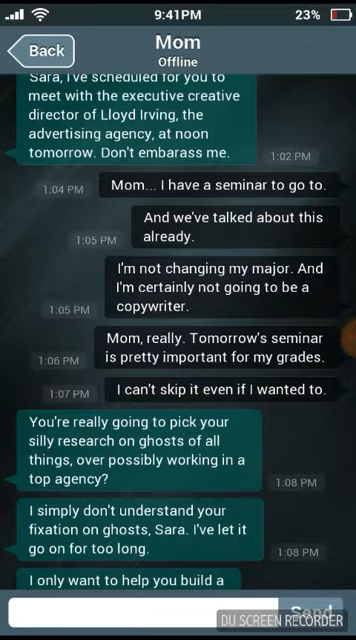 9:41PM
23%
Back
Mom
Offline
Sara, I've scheduled for you to
meet with the executive creative
director of Lloyd Irving, the
advertising agency, at noon
tomorrow. Don't embarass me.
1:02 PM
Mom... I have a seminar to go to.
1:04 PM
And we've talked about this
already.
1:05 PM
I'm not changing my major. And
I'm certainly not going to be a
copywriter.
1:05 PM
Mom, really. Tomorrow's seminar
is pretty important for my grades.
1:06 PM
I can't skip it even if I wanted to.
1:07 PM
You're really going to pick your
silly research on ghosts of all
things, over possibly working in a
top agency?
1:08 PM
I simply don't understand your
fixation on ghosts, Sara. I've let it
go on for too long.
1:08 PM
I only want to help you build a
Send
DU SCREEN RECORDER